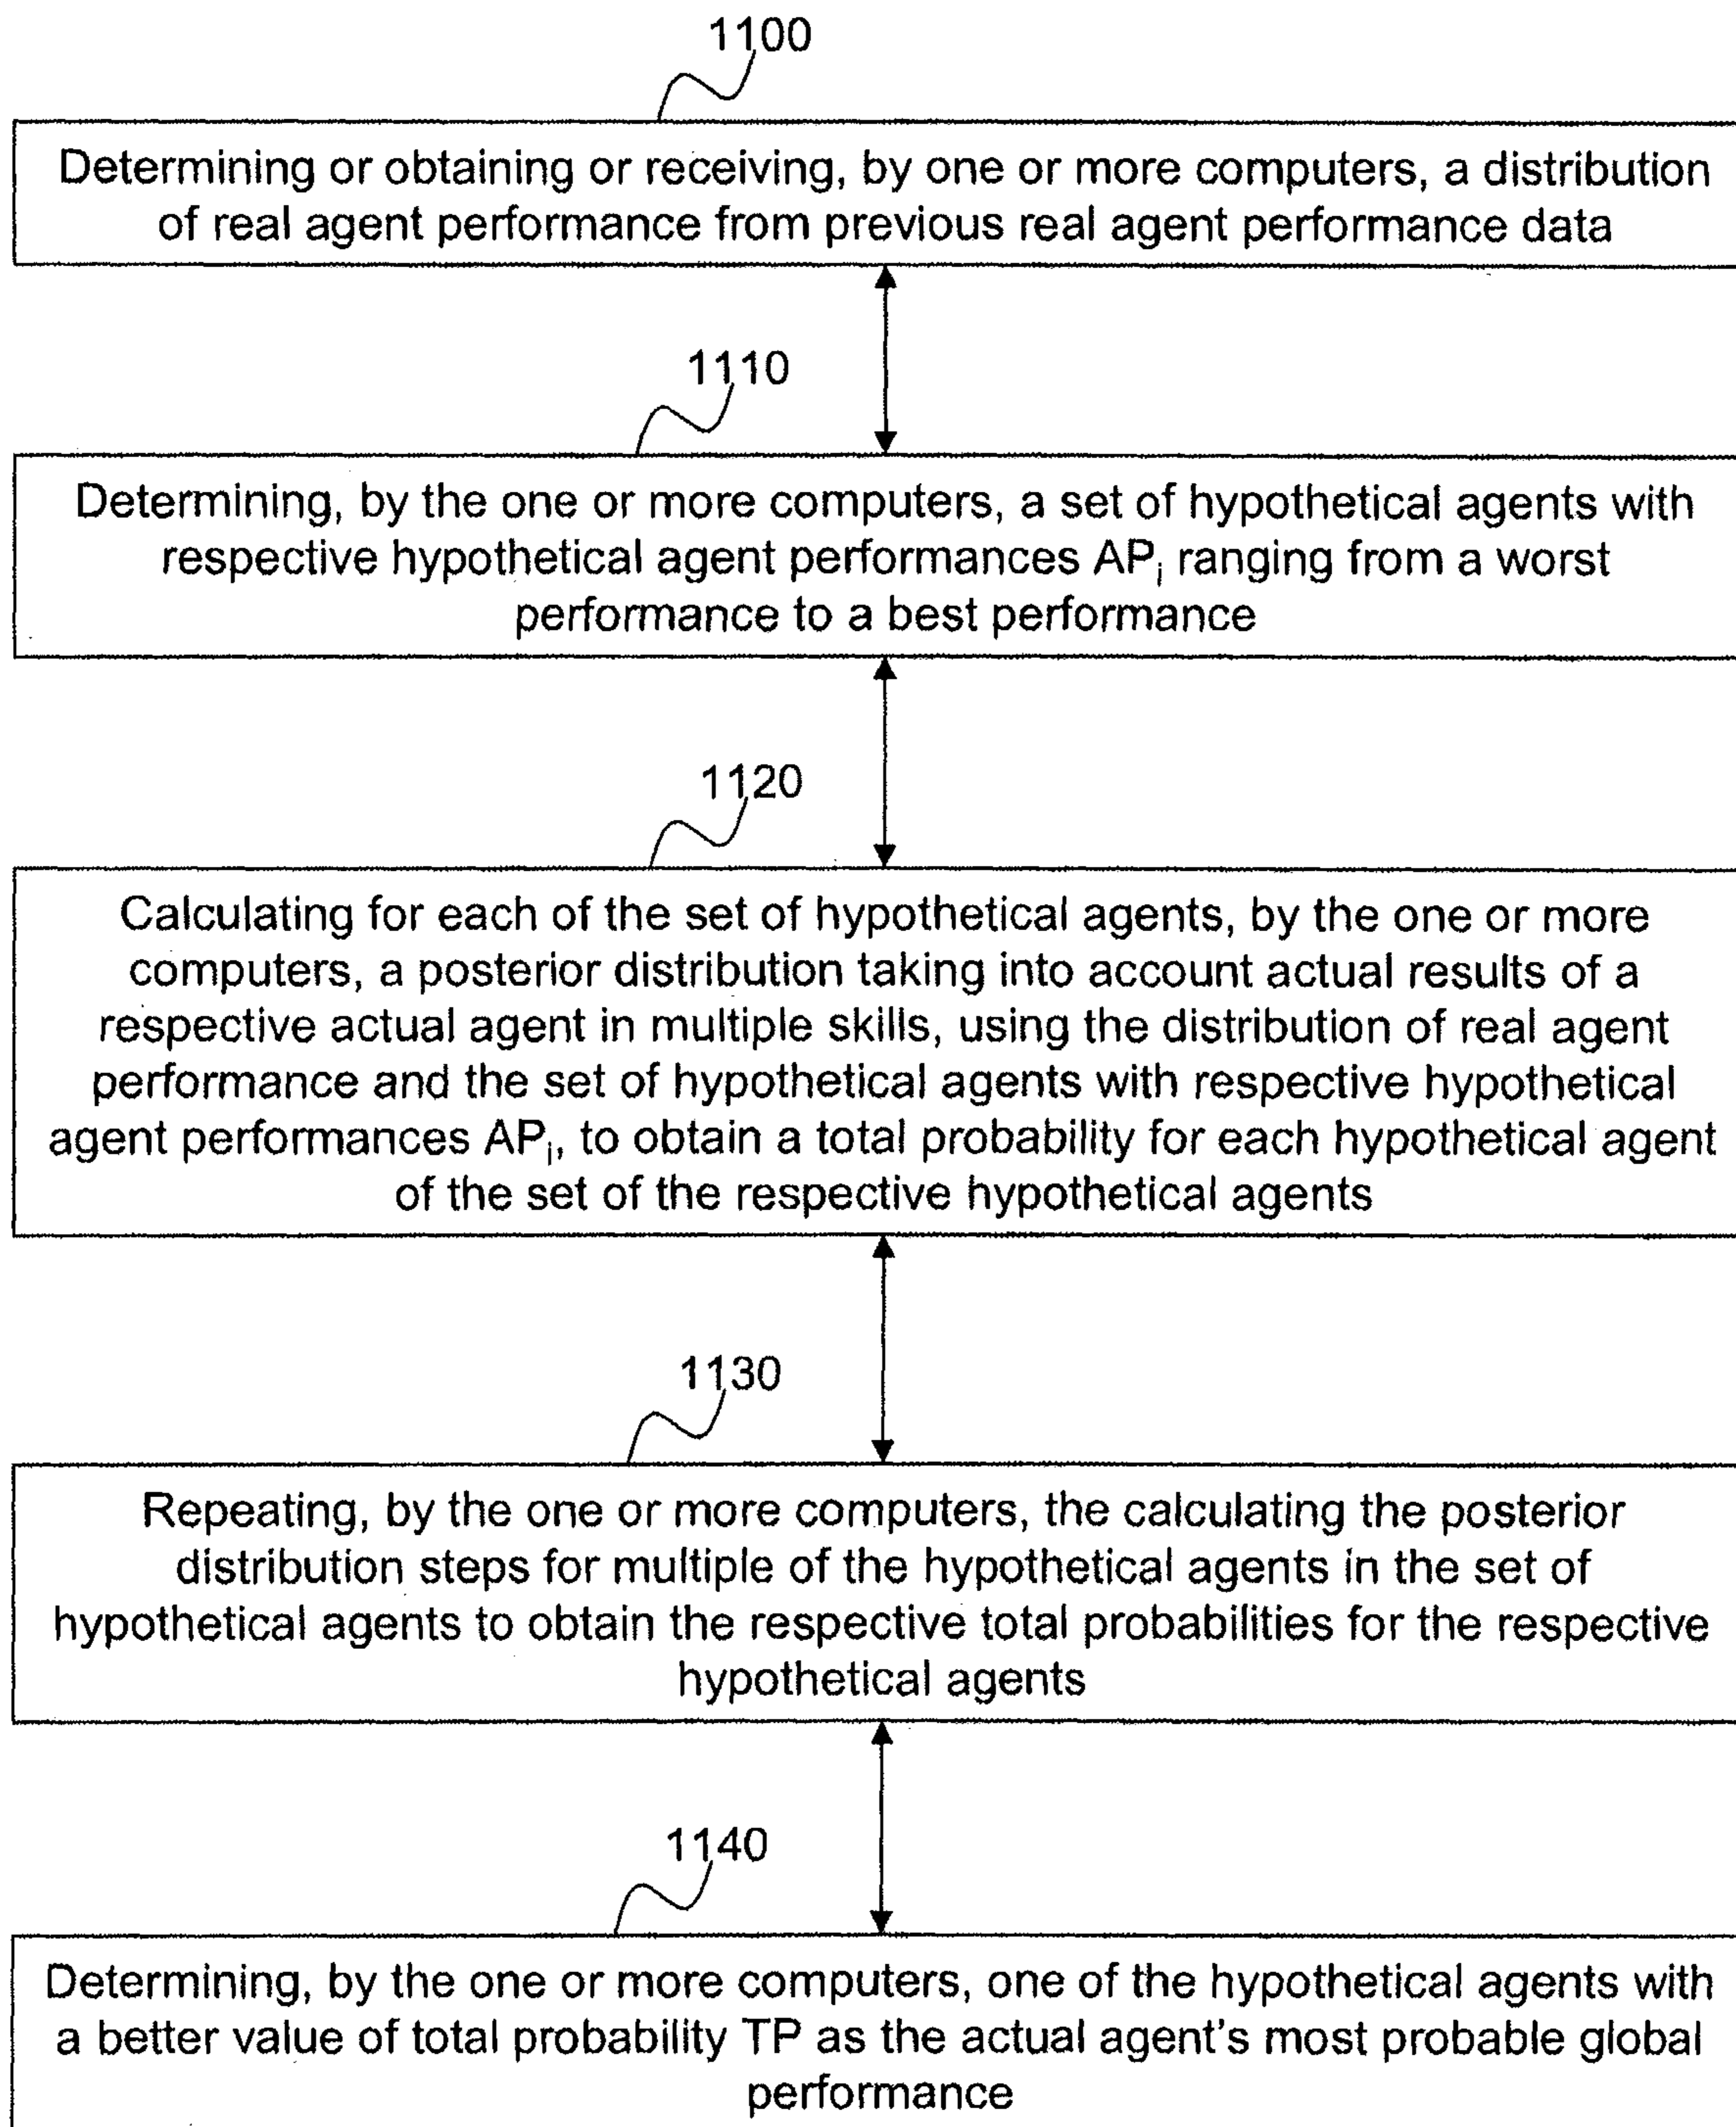 1100
Determining or obtaining or receiving, by one or more computers, a distribution
of real agent performance from previous real agent performance data
1110
Determining, by the one or more computers, a set of hypothetical agents with
respective hypothetical agent performances APi ranging from a worst
performance to a best performance
1120
Calculating for each of the set of hypothetical agents, by the one or more
computers, a posterior distribution taking into account actual results of a
respective actual agent in multiple skills, using the distribution of real agent
performance and the set of hypothetical agents with respective hypothetical
agent performances APi, to obtain a total probability for each hypothetical agent
of the set of the respective hypothetical agents
1130
Repeating, by the one or more computers, the calculating the posterior
distribution steps for multiple of the hypothetical agents in the set of
hypothetical agents to obtain the respective total probabilities for the respective
hypothetical agents
1140
Determining, by the one or more computers, one of the hypothetical agents with
a better value of total probability TP as the actual agent's most probable global
performance